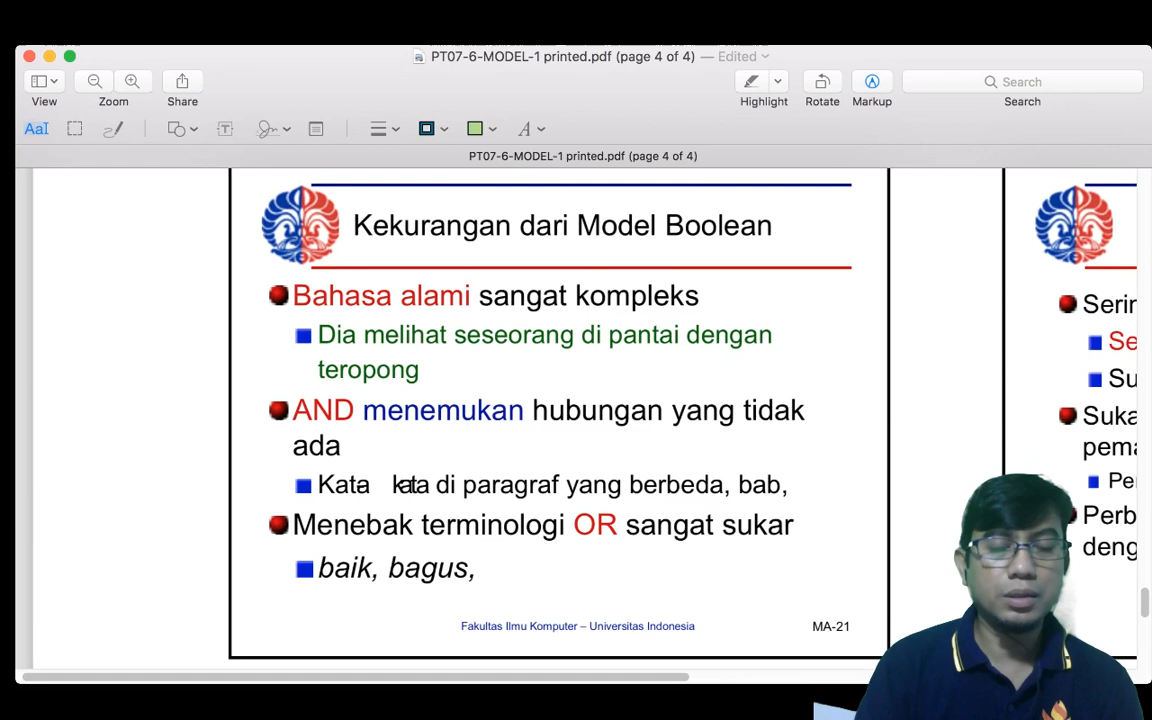 PT07-6-MODEL-1 printed.pdf (page 4 of 4) — Edited
View
Zoom
Share
Highlight
Rotate
Markup
Search
Search
AaI
T
A
PT07-6-MODEL-1 printed.pdf (page 4 of 4)
Kekurangan dari Model Boolean
Bahasa alami sangat kompleks
Dia melihat seseorang di pantai dengan
teropong
AND menemukan hubungan yang tidak
ada
Kata kata di paragraf yang berbeda, bab,
Menebak terminologi OR sangat sukar
baik, bagus,
Fakultas Ilmu Komputer – Universitas Indonesia
MA-21